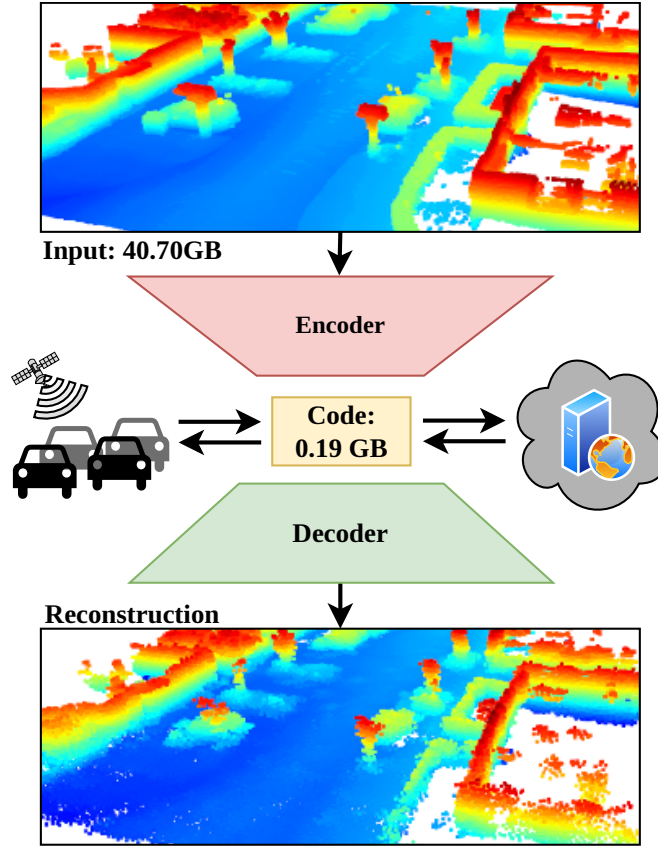 Input: 40.70GB
Encoder
Code:
0.19 GB
Decoder
Reconstruction